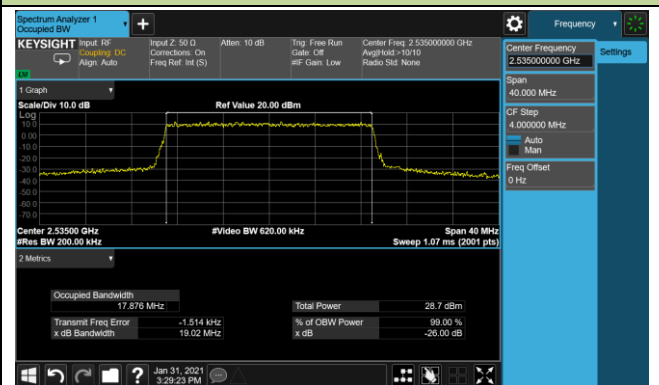 Spectrum Analyzer 1
Occupied BW
Frequency
KEYSIGHT
Input: RF
Coupling: DC
Align: Auto
Input Z: 50 Ω
Corrections: On
Freq Ref: Int (S)
Atten: 10 dB
Trig: Free Run
Gate: Off
#IF Gain: Low
Center Freq: 2.535000000 GHz
Avg|Hold:>10/10
Radio Std: None
Center Frequency
2.535000000 GHz
Settings
Span
40.000 MHz
CF Step
4.000000 MHz
Auto
Man
Freq Offset
0 Hz
1 Graph
Scale/Div 10.0 dB
Ref Value 20.00 dBm
Log
10.0
0.00
-10.0
-20.0
-30.0
-40.0
-50.0
-60.0
-70.0
Center 2.53500 GHz
#Video BW 620.00 kHz
Span 40 MHz
#Res BW 200.00 kHz
Sweep 1.07 ms (2001 pts)
2 Metrics
Occupied Bandwidth
17.876 MHz
Total Power 28.7 dBm
Transmit Freq Error -1.514 kHz
% of OBW Power 99.00 %
x dB Bandwidth 19.02 MHz
x dB -26.00 dB
?
Jan 31, 2021
3:29:23 PM